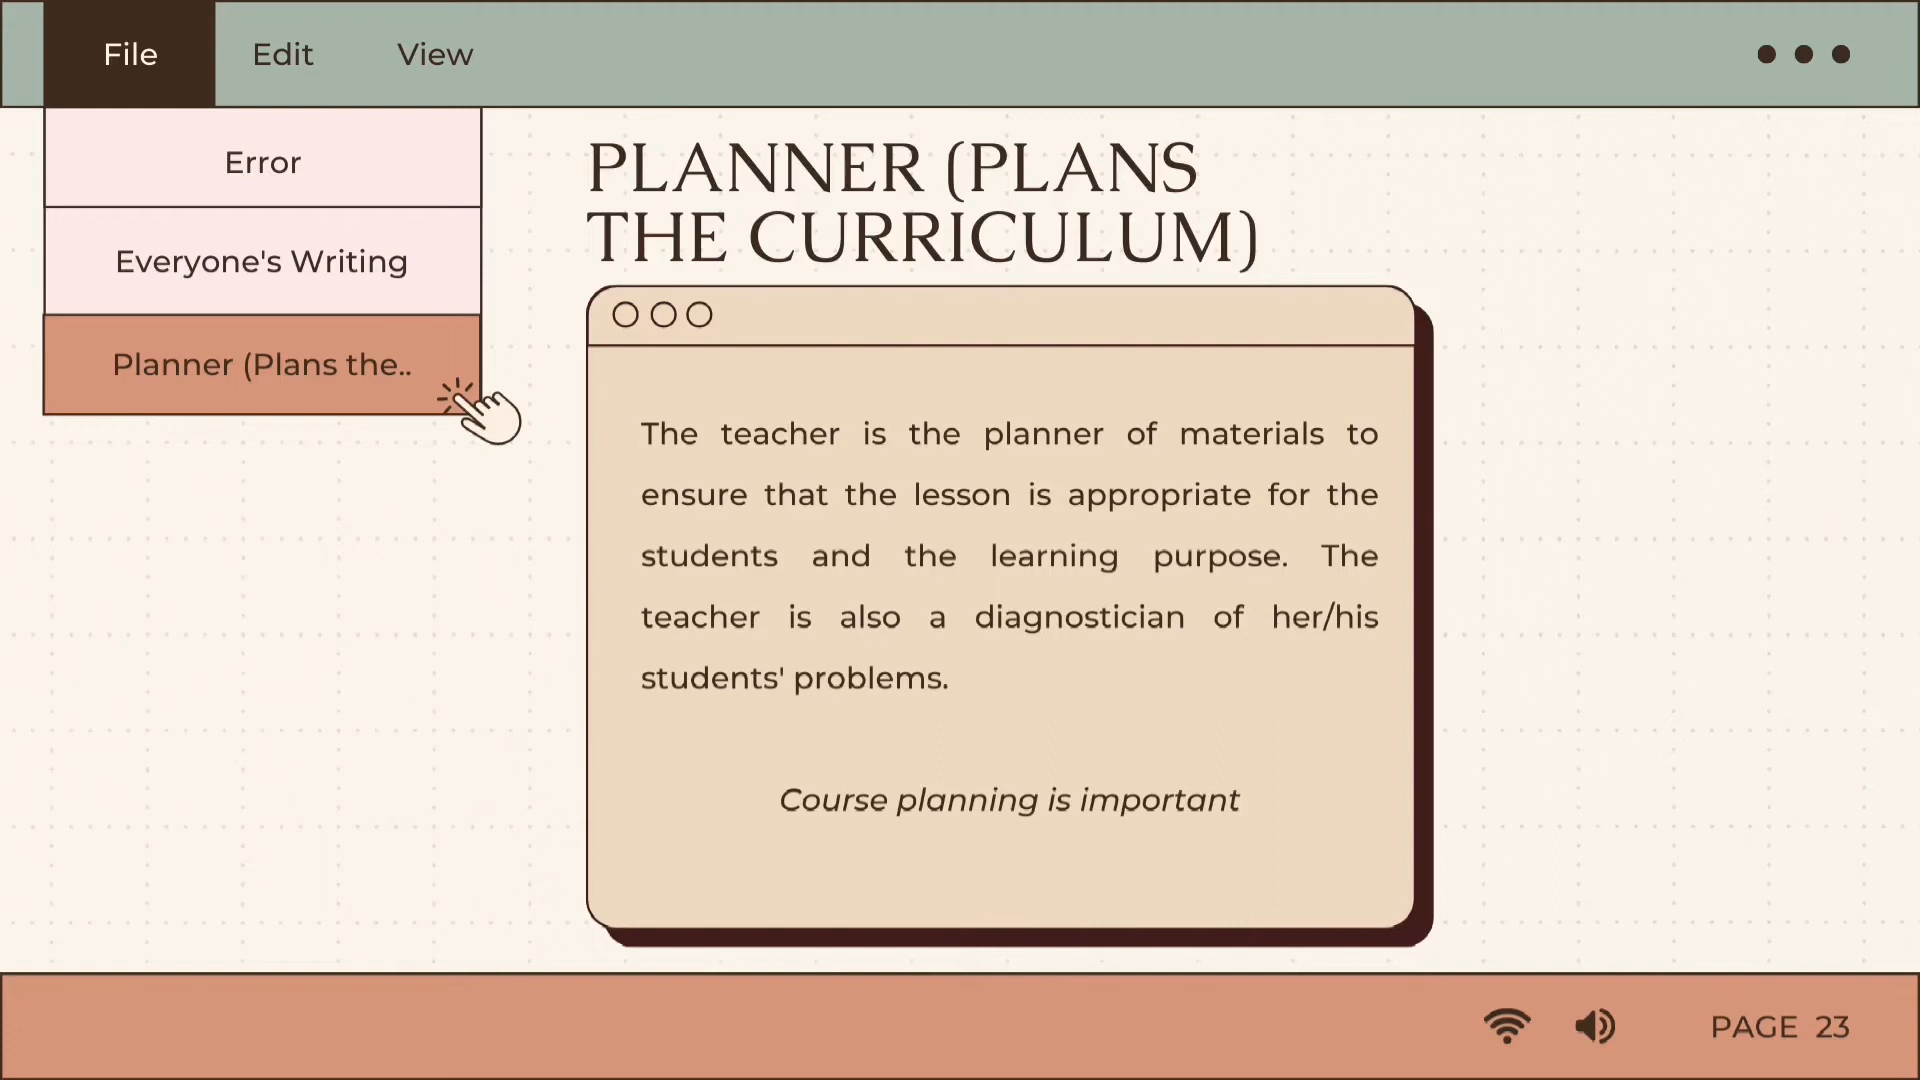 File Edit View
Error
Everyone's Writing
Planner (Plans the..
PLANNER (PLANS
THE CURRICULUM)
The teacher is the planner of materials to
ensure that the lesson is appropriate for the
students and the learning purpose. The
teacher is also a diagnostician of her/his
students' problems.
Course planning is important
PAGE 23